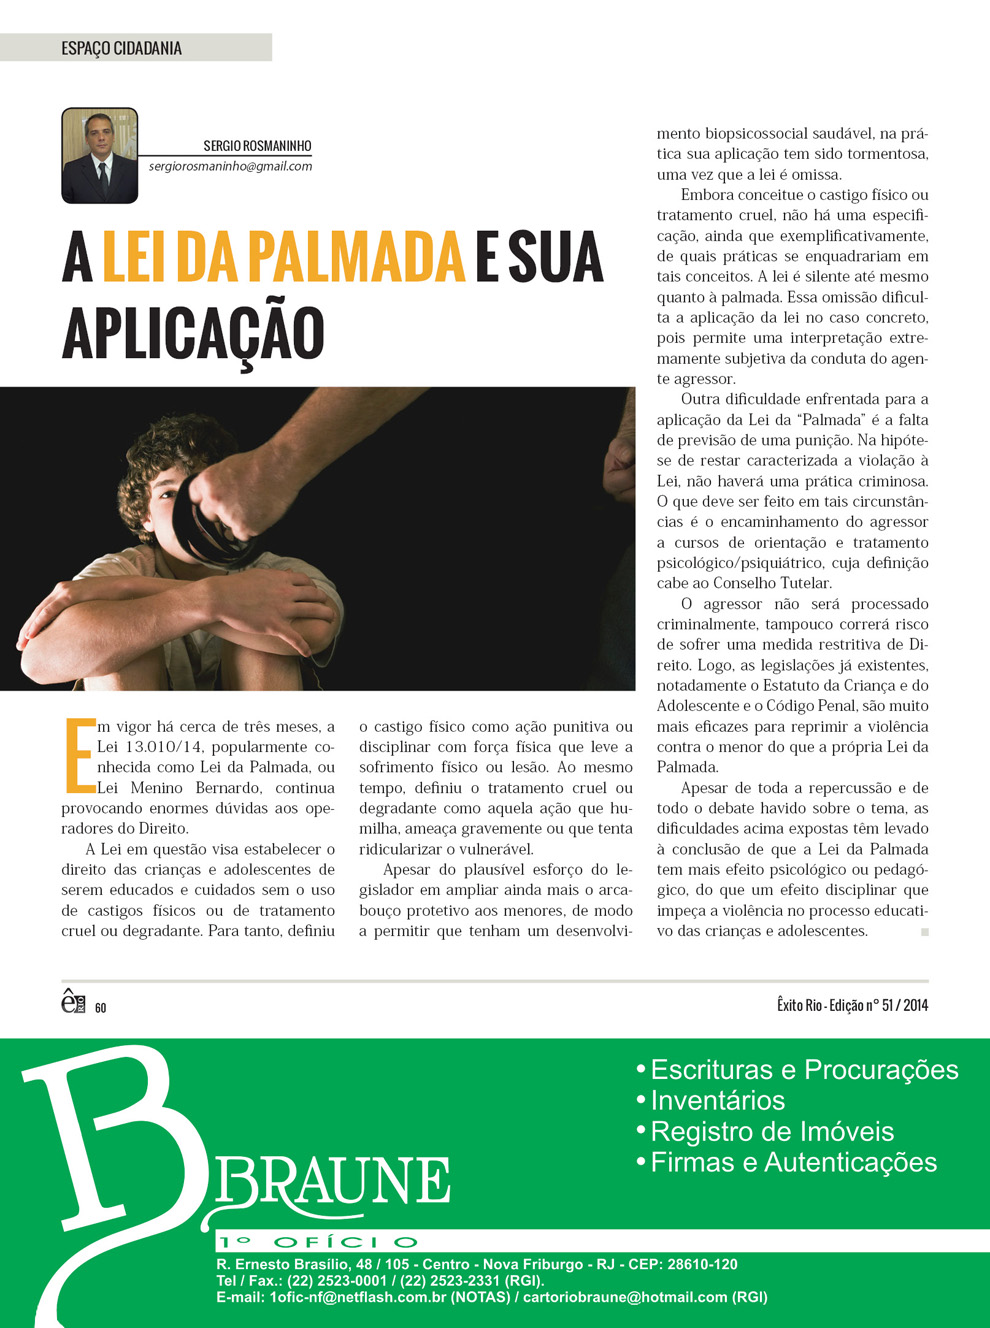 ESPAÇO CIDADANIA
SERGIO ROSMANINHO
sergiorosmaninho@gmail.com
A LEI DA PALMADA E SUA
APLICAÇÃO
Em vigor há cerca de três meses, a
Lei 13.010/14, popularmente co-
nhecida como Lei da Palmada, ou
Lei Menino Bernardo, continua
provocando enormes dúvidas aos ope-
radores do Direito.
A Lei em questão visa estabelecer o
direito das crianças e adolescentes de
serem educados e cuidados sem o uso
de castigos físicos ou de tratamento
cruel ou degradante. Para tanto, definiu
o castigo físico como ação punitiva ou
disciplinar com força física que leve a
sofrimento físico ou lesão. Ao mesmo
tempo, definiu o tratamento cruel ou
degradante como aquela ação que hu-
milha, ameaça gravemente ou que tenta
ridicularizar o vulnerável.
Apesar do plausível esforço do le-
gislador em ampliar ainda mais o arca-
bouço protetivo aos menores, de modo
a permitir que tenham um desenvolvi-
mento biopsicossocial saudável, na prá-
tica sua aplicação tem sido tormentosa,
uma vez que a lei é omissa.
Embora conceitue o castigo físico ou
tratamento cruel, não há uma especifi-
cação, ainda que exemplificativamente,
de quais práticas se enquadrariam em
tais conceitos. A lei é silente até mesmo
quanto à palmada. Essa omissão dificul-
ta a aplicação da lei no caso concreto,
pois permite uma interpretação extre-
mamente subjetiva da conduta do agen-
te agressor.
Outra dificuldade enfrentada para a
aplicação da Lei da “Palmada” é a falta
de previsão de uma punição. Na hipóte-
se de restar caracterizada a violação à
Lei, não haverá uma prática criminosa.
O que deve ser feito em tais circunstân-
cias é o encaminhamento do agressor
a cursos de orientação e tratamento
psicológico/psiquiátrico, cuja definição
cabe ao Conselho Tutelar.
O agressor não será processado
criminalmente, tampouco correrá risco
de sofrer uma medida restritiva de Di-
reito. Logo, as legislações já existentes,
notadamente o Estatuto da Criança e do
Adolescente e o Código Penal, são muito
mais eficazes para reprimir a violência
contra o menor do que a própria Lei da
Palmada.
Apesar de toda a repercussão e de
todo o debate havido sobre o tema, as
dificuldades acima expostas têm levado
à conclusão de que a Lei da Palmada
tem mais efeito psicológico ou pedagó-
gico, do que um efeito disciplinar que
impeça a violência no processo educati-
vo das crianças e adolescentes.
ê RIO 60
Êxito Rio - Edição n° 51 / 2014
B BRAUNE
1º OFÍCIO
• Escrituras e Procurações
• Inventários
• Registro de Imóveis
• Firmas e Autenticações
R. Ernesto Brasílio, 48 / 105 - Centro - Nova Friburgo - RJ - CEP: 28610-120
Tel / Fax.: (22) 2523-0001 / (22) 2523-2331 (RGI).
E-mail: 1ofic-nf@netflash.com.br (NOTAS) / cartoriobraune@hotmail.com (RGI)